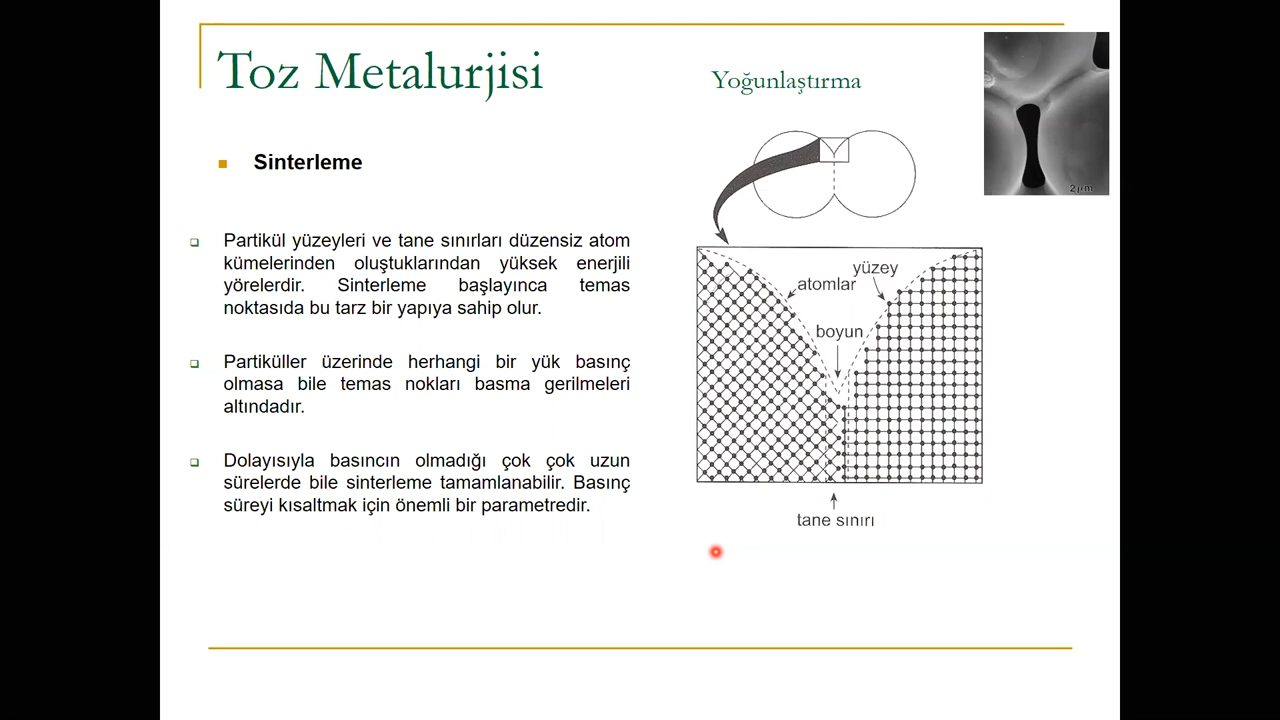 Toz Metalurjisi
Yoğunlaştırma
Sinterleme
Partikül yüzeyleri ve tane sınırları düzensiz atom
kümelerinden oluştuklarından yüksek enerjili
yörelerdir. Sinterleme başlayınca temas
noktasıda bu tarz bir yapıya sahip olur.
Partiküller üzerinde herhangi bir yük basınç
olmasa bile temas nokları basma gerilmeleri
altındadır.
Dolayısıyla basıncın olmadığı çok çok uzun
sürelerde bile sinterleme tamamlanabilir. Basınç
süreyi kısaltmak için önemli bir parametredir.
2μm
yüzey
atomlar
boyun
tane sınırı